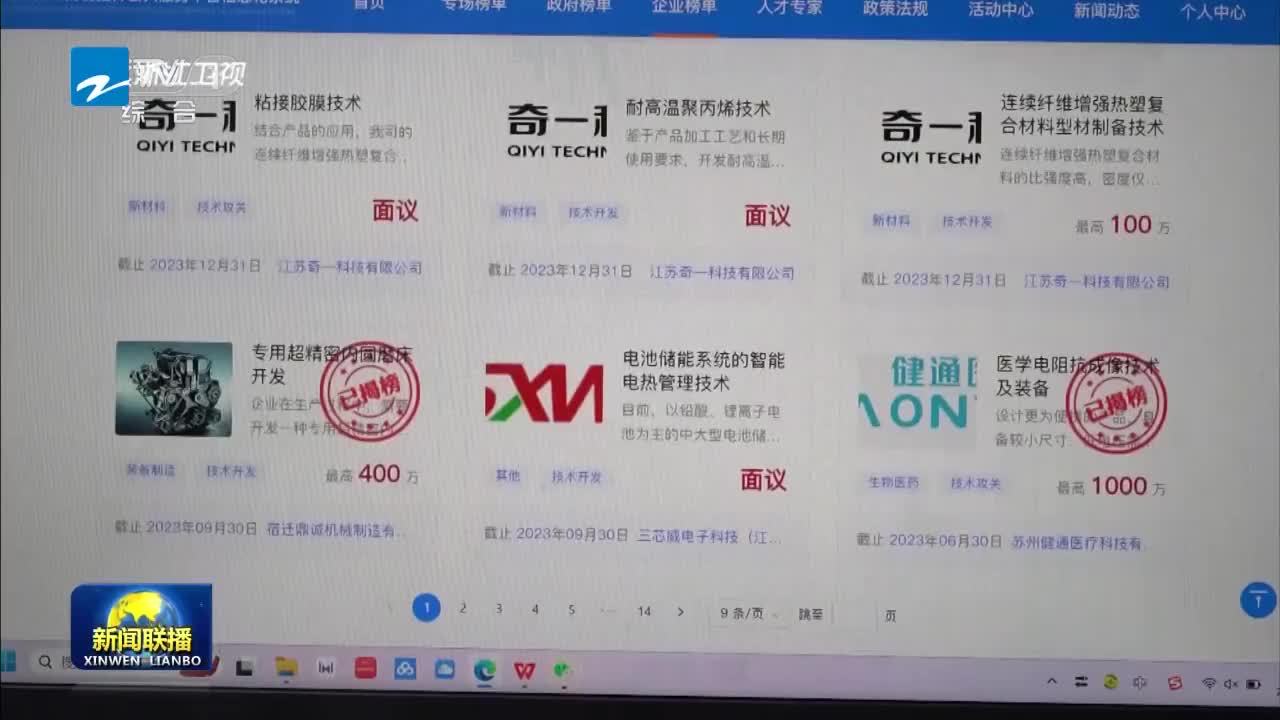 首页
专场榜单
政府榜单
企业榜单
人才专家
政策法规
活动中心
新闻动态
个人中心
浙江卫视
综合
奇一科
QIYI TECHN
粘接胶膜技术
结合产品的应用，我司的
连续纤维增强热塑复合...
新材料
技术攻关
面议
截止 2023年12月31日
江苏奇一科技有限公司
奇一科
QIYI TECHN
耐高温聚丙烯技术
鉴于产品加工工艺和长期
使用要求，开发耐高温...
新材料
技术开发
面议
截止 2023年12月31日
江苏奇一科技有限公司
奇一科
QIYI TECHN
连续纤维增强热塑复
合材料型材制备技术
连续纤维增强热塑复合材
料的比强度高，密度仅...
新材料
技术开发
最高 100 万
截止 2023年12月31日
江苏奇一科技有限公司
专用超精密内圆磨床
开发
企业在生产
开发一种专用
已揭榜
装备制造
技术开发
最高 400 万
截止 2023年09月30日
宿迁鼎诚机械制造有...
电池储能系统的智能
电热管理技术
目前，以铅酸、锂离子电
池为主的中大型电池储...
其他
技术开发
面议
截止 2023年09月30日
三芯威电子科技（江...
健通医
AON
医学电阻抗成像技术
及装备
设计更为便
备较小尺寸
已揭榜
生物医药
技术攻关
最高 1000 万
截止 2023年06月30日
苏州健通医疗科技有
1 2 3 4 5 ··· 14 >
9 条/页
跳至
页
新闻联播
XINWEN LIANBO